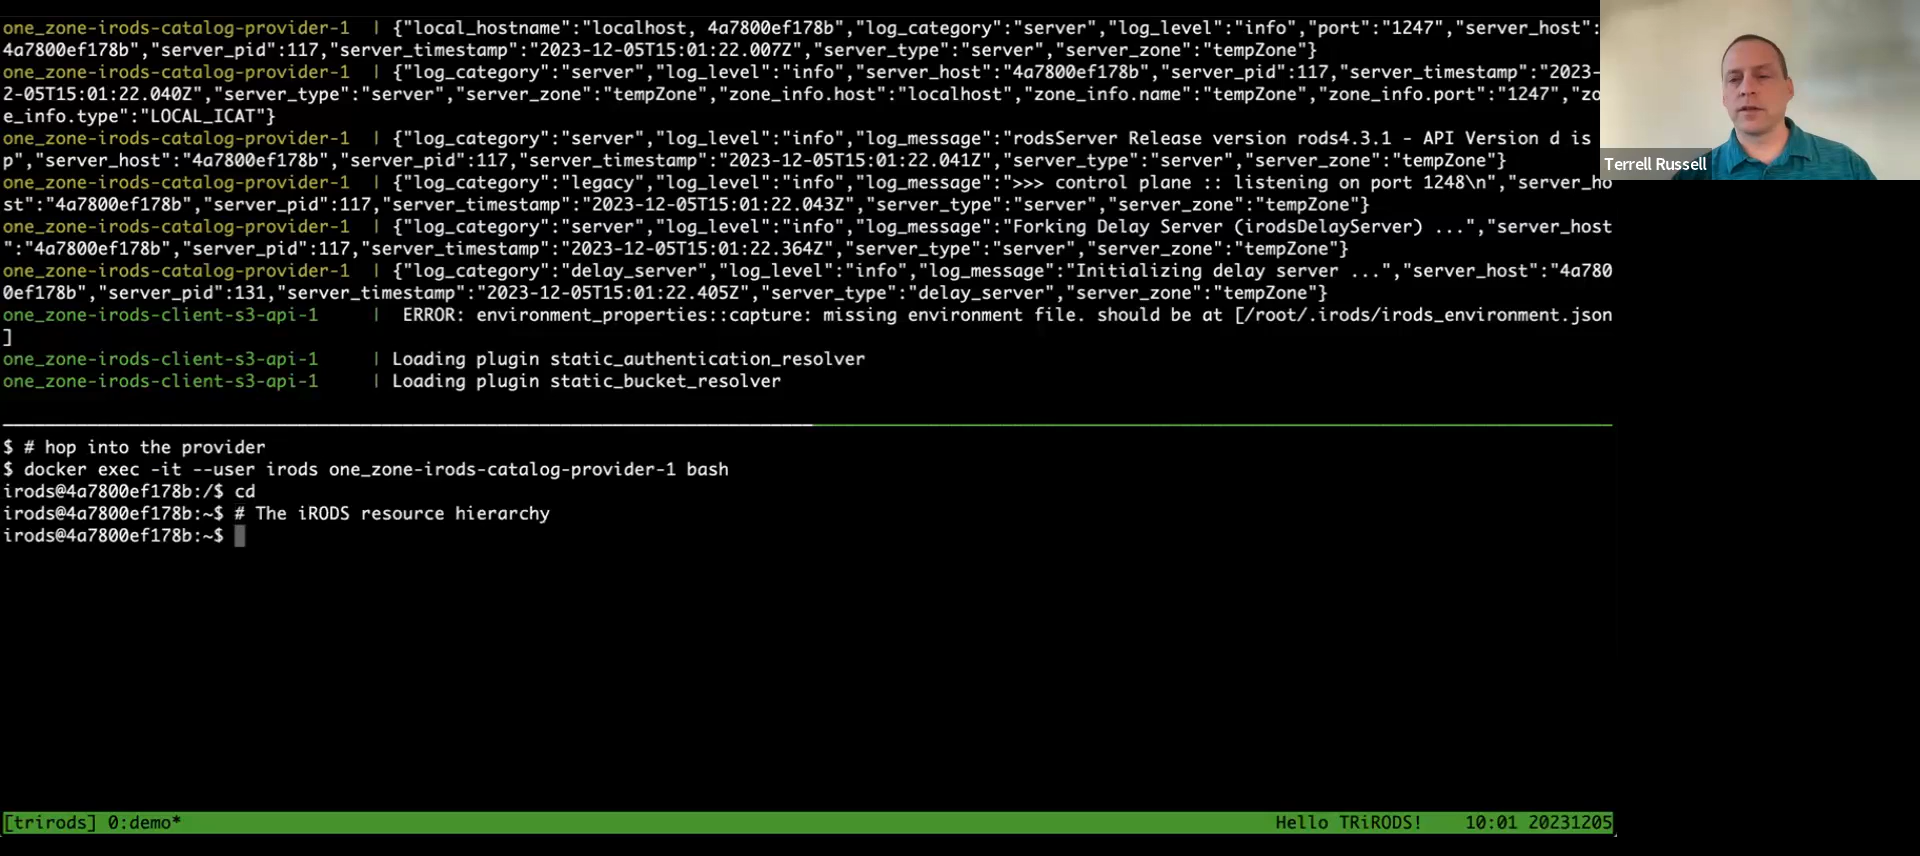 one_zone-irods-catalog-provider-1  | {"local_hostname":"localhost, 4a7800ef178b","log_category":"server","log_level":"info","port":"1247","server_host":
4a7800ef178b","server_pid":117,"server_timestamp":"2023-12-05T15:01:22.007Z","server_type":"server","server_zone":"tempZone"}
one_zone-irods-catalog-provider-1  | {"log_category":"server","log_level":"info","server_host":"4a7800ef178b","server_pid":117,"server_timestamp":"2023-
2-05T15:01:22.040Z","server_type":"server","server_zone":"tempZone","zone_info.host":"localhost","zone_info.name":"tempZone","zone_info.port":"1247","zo
e_info.type":"LOCAL_ICAT"}
one_zone-irods-catalog-provider-1  | {"log_category":"server","log_level":"info","log_message":"rodsServer Release version rods4.3.1 - API Version d is
p","server_host":"4a7800ef178b","server_pid":117,"server_timestamp":"2023-12-05T15:01:22.041Z","server_type":"server","server_zone":"tempZone"}
one_zone-irods-catalog-provider-1  | {"log_category":"legacy","log_level":"info","log_message":">>> control plane :: listening on port 1248\n","server_ho
st":"4a7800ef178b","server_pid":117,"server_timestamp":"2023-12-05T15:01:22.043Z","server_type":"server","server_zone":"tempZone"}
one_zone-irods-catalog-provider-1  | {"log_category":"server","log_level":"info","log_message":"Forking Delay Server (irodsDelayServer) ...","server_host
":"4a7800ef178b","server_pid":117,"server_timestamp":"2023-12-05T15:01:22.364Z","server_type":"server","server_zone":"tempZone"}
one_zone-irods-catalog-provider-1  | {"log_category":"delay_server","log_level":"info","log_message":"Initializing delay server ...","server_host":"4a780
0ef178b","server_pid":131,"server_timestamp":"2023-12-05T15:01:22.405Z","server_type":"delay_server","server_zone":"tempZone"}
one_zone-irods-client-s3-api-1     |  ERROR: environment_properties::capture: missing environment file. should be at [/root/.irods/irods_environment.json
]
one_zone-irods-client-s3-api-1     | Loading plugin static_authentication_resolver
one_zone-irods-client-s3-api-1     | Loading plugin static_bucket_resolver
Terrell Russell
$ # hop into the provider
$ docker exec -it --user irods one_zone-irods-catalog-provider-1 bash
irods@4a7800ef178b:/$ cd
irods@4a7800ef178b:~$ # The iRODS resource hierarchy
irods@4a7800ef178b:~$
[trirods] 0:demo*                    Hello TRiRODS!    10:01 20231205